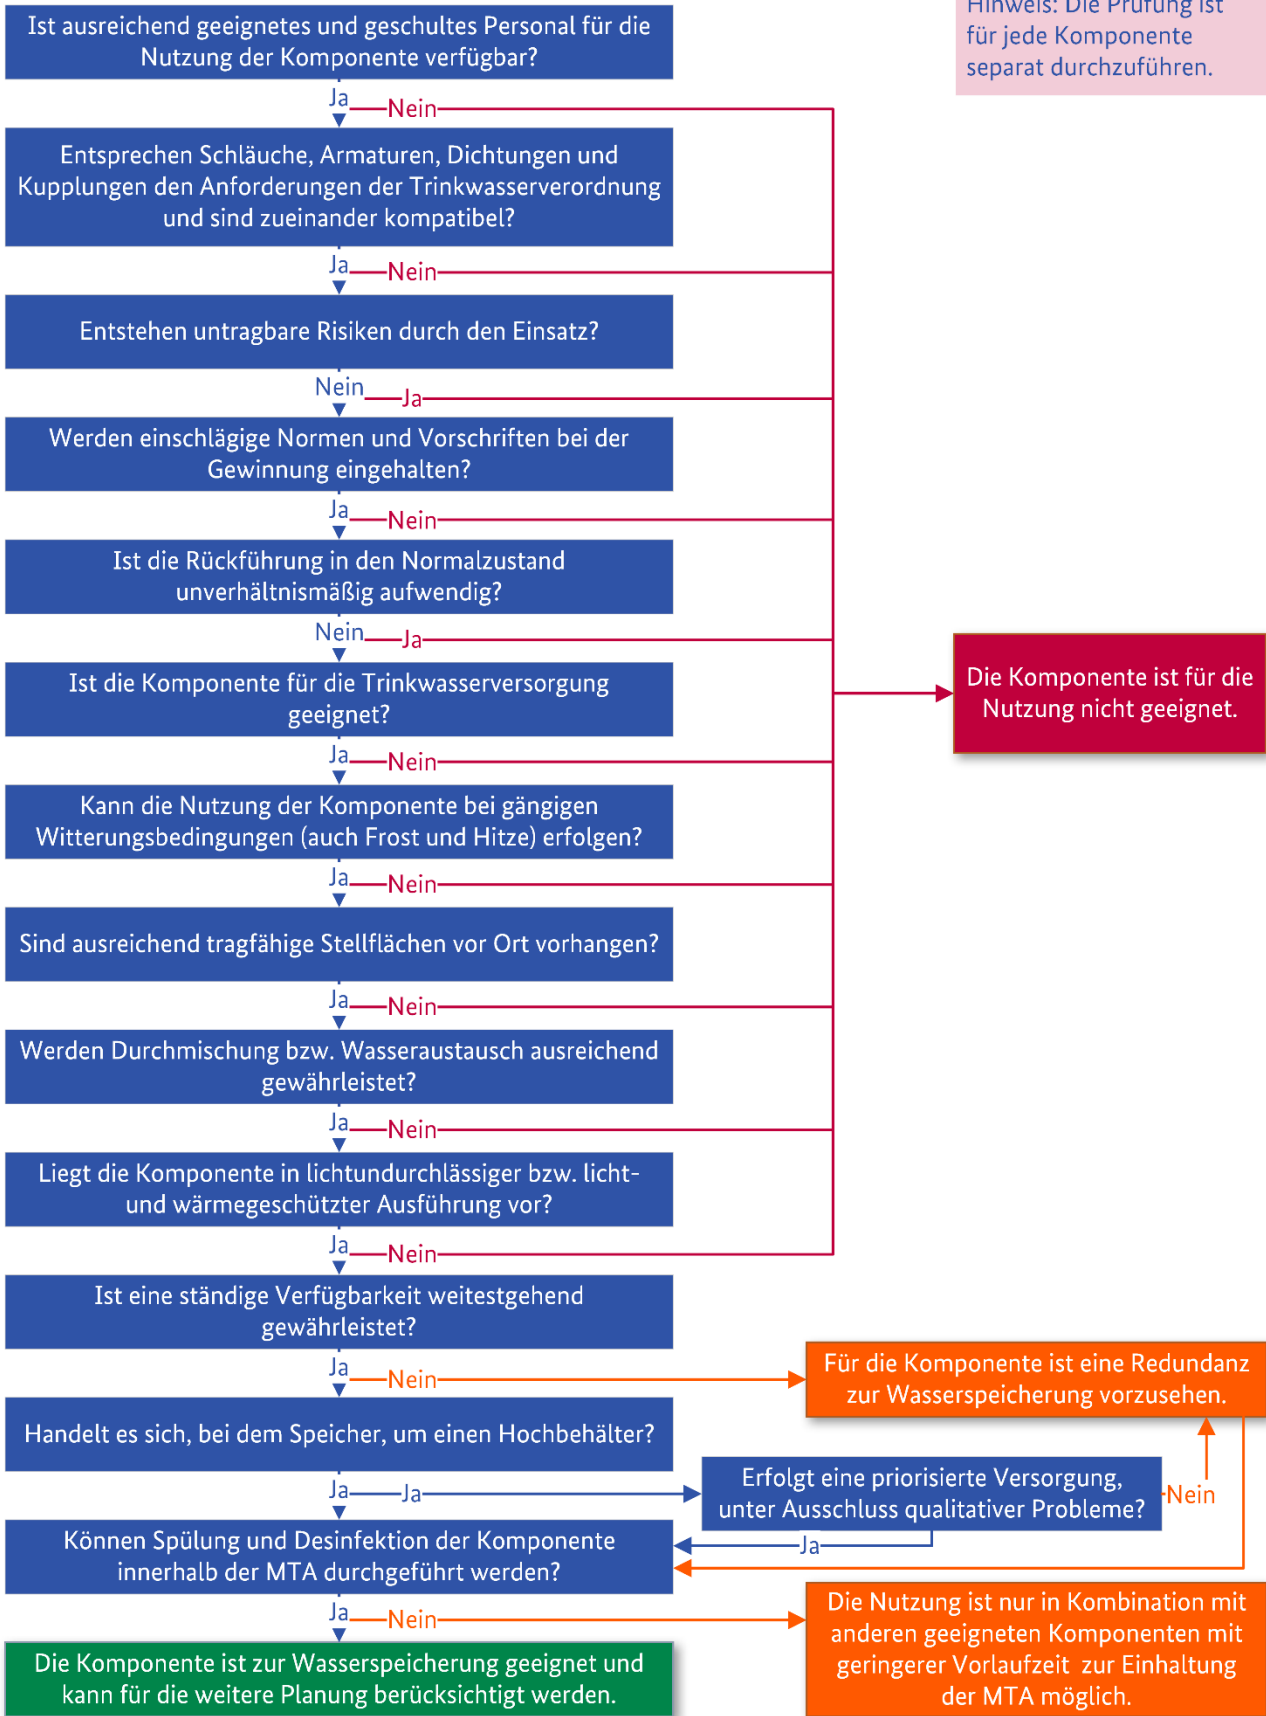 Hinweis: Die Prüfung ist
für jede Komponente
separat durchzuführen.
Ist ausreichend geeignetes und geschultes Personal für die
Nutzung der Komponente verfügbar?
Ja
Nein
Entsprechen Schläuche, Armaturen, Dichtungen und
Kupplungen den Anforderungen der Trinkwasserverordnung
und sind zueinander kompatibel?
Ja
Nein
Entstehen untragbare Risiken durch den Einsatz?
Nein
Ja
Werden einschlägige Normen und Vorschriften bei der
Gewinnung eingehalten?
Ja
Nein
Ist die Rückführung in den Normalzustand
unverhältnismäßig aufwendig?
Nein
Ja
Die Komponente ist für die
Nutzung nicht geeignet.
Ist die Komponente für die Trinkwasserversorgung
geeignet?
Ja
Nein
Kann die Nutzung der Komponente bei gängigen
Witterungsbedingungen (auch Frost und Hitze) erfolgen?
Ja
Nein
Sind ausreichend tragfähige Stellflächen vor Ort vorhangen?
Ja
Nein
Werden Durchmischung bzw. Wasseraustausch ausreichend
gewährleistet?
Ja
Nein
Liegt die Komponente in lichtundurchlässiger bzw. licht-
und wärmegeschützter Ausführung vor?
Ja
Nein
Ist eine ständige Verfügbarkeit weitestgehend
gewährleistet?
Ja
Nein
Für die Komponente ist eine Redundanz
zur Wasserspeicherung vorzusehen.
Handelt es sich, bei dem Speicher, um einen Hochbehälter?
Ja
Ja
Erfolgt eine priorisierte Versorgung,
unter Ausschluss qualitativer Probleme?
Nein
Ja
Können Spülung und Desinfektion der Komponente
innerhalb der MTA durchgeführt werden?
Ja
Nein
Die Nutzung ist nur in Kombination mit
anderen geeigneten Komponenten mit
geringerer Vorlaufzeit zur Einhaltung
der MTA möglich.
Die Komponente ist zur Wasserspeicherung geeignet und
kann für die weitere Planung berücksichtigt werden.